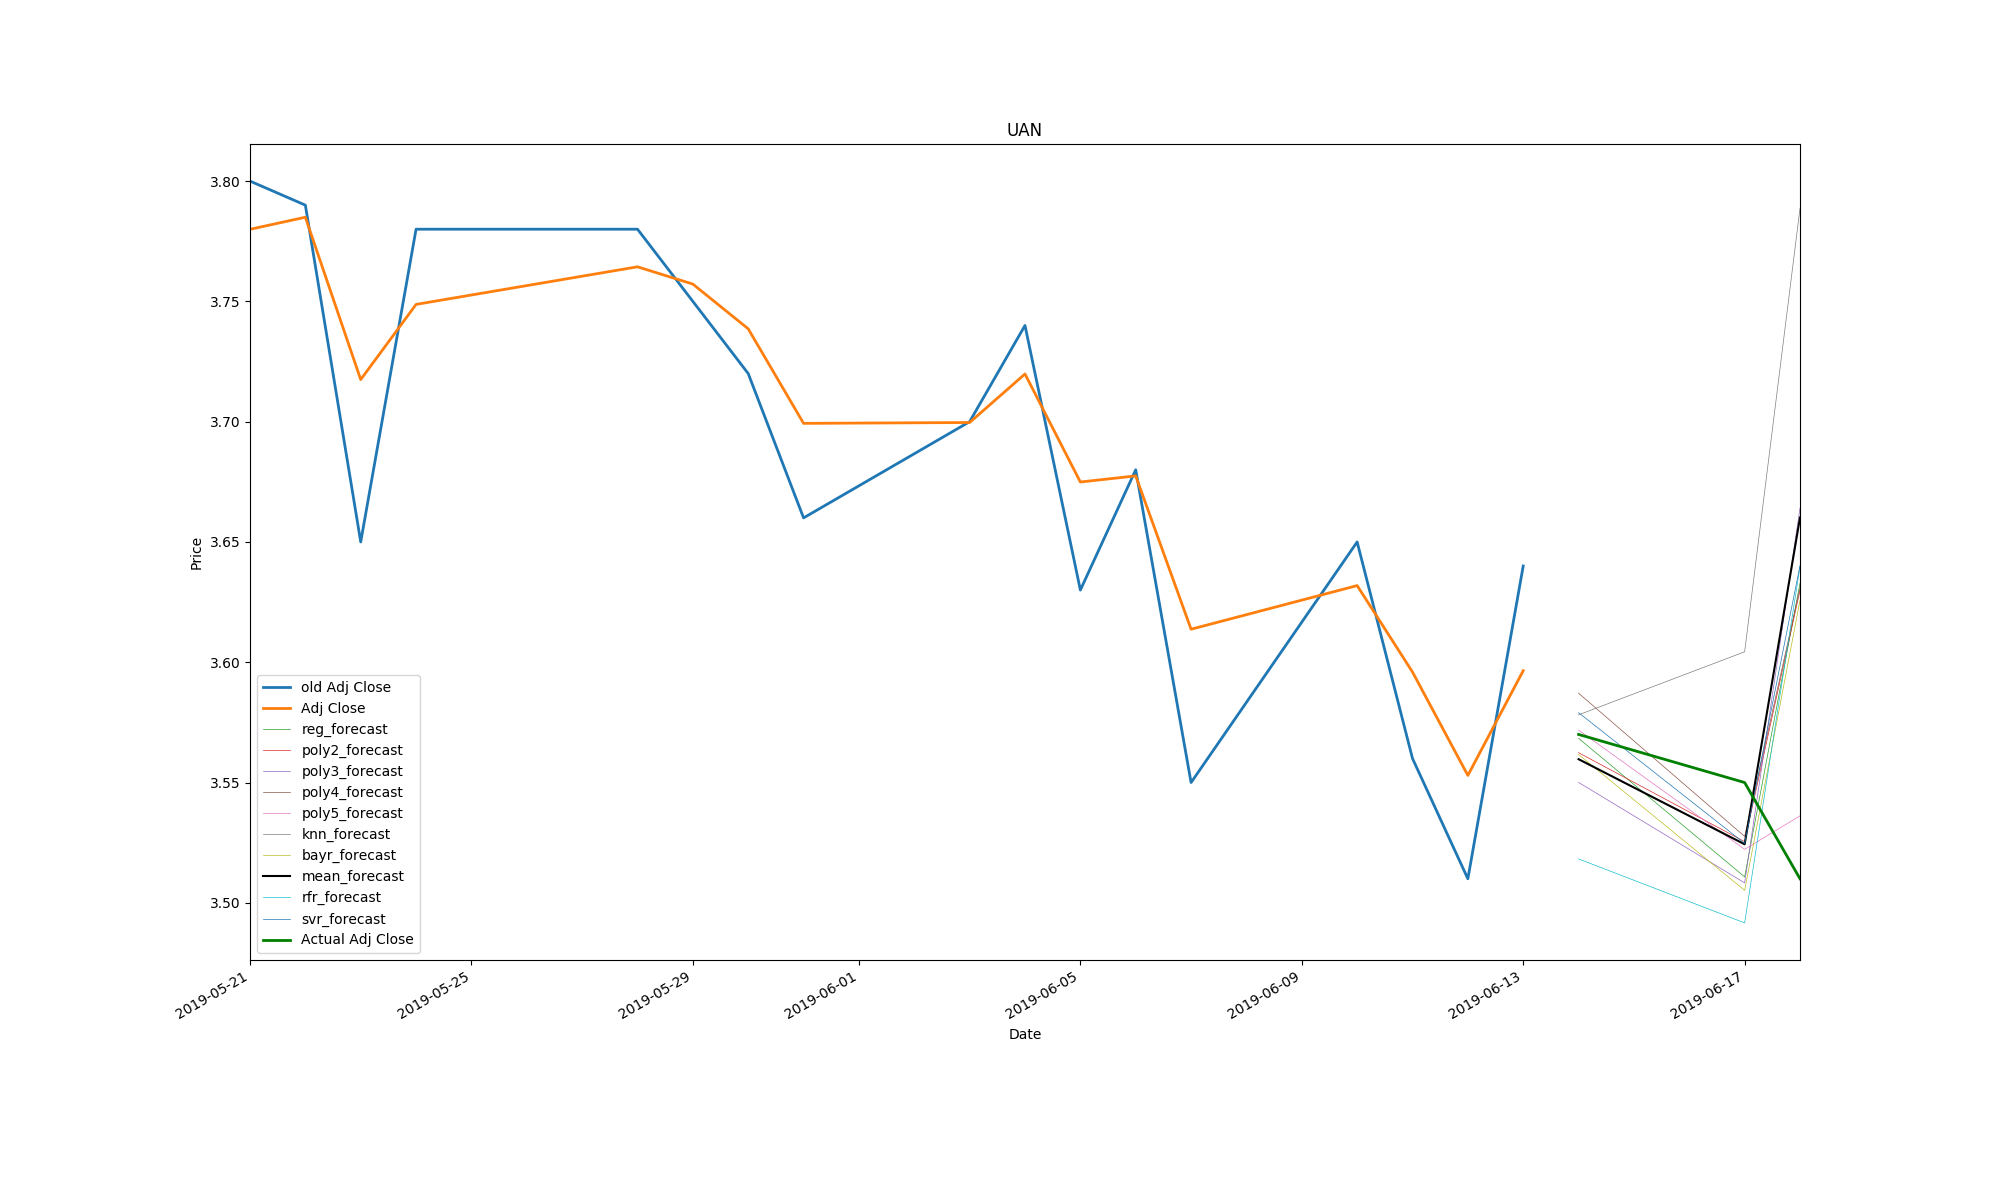 UAN
3.80
3.75
3.70
3.65
3.60
3.55
3.50
Price
old Adj Close
Adj Close
reg_forecast
poly2_forecast
poly3_forecast
poly4_forecast
poly5_forecast
knn_forecast
bayr_forecast
mean_forecast
rfr_forecast
svr_forecast
Actual Adj Close
2019-05-21
2019-05-25
2019-05-29
2019-06-01
2019-06-05
2019-06-09
2019-06-13
2019-06-17
Date